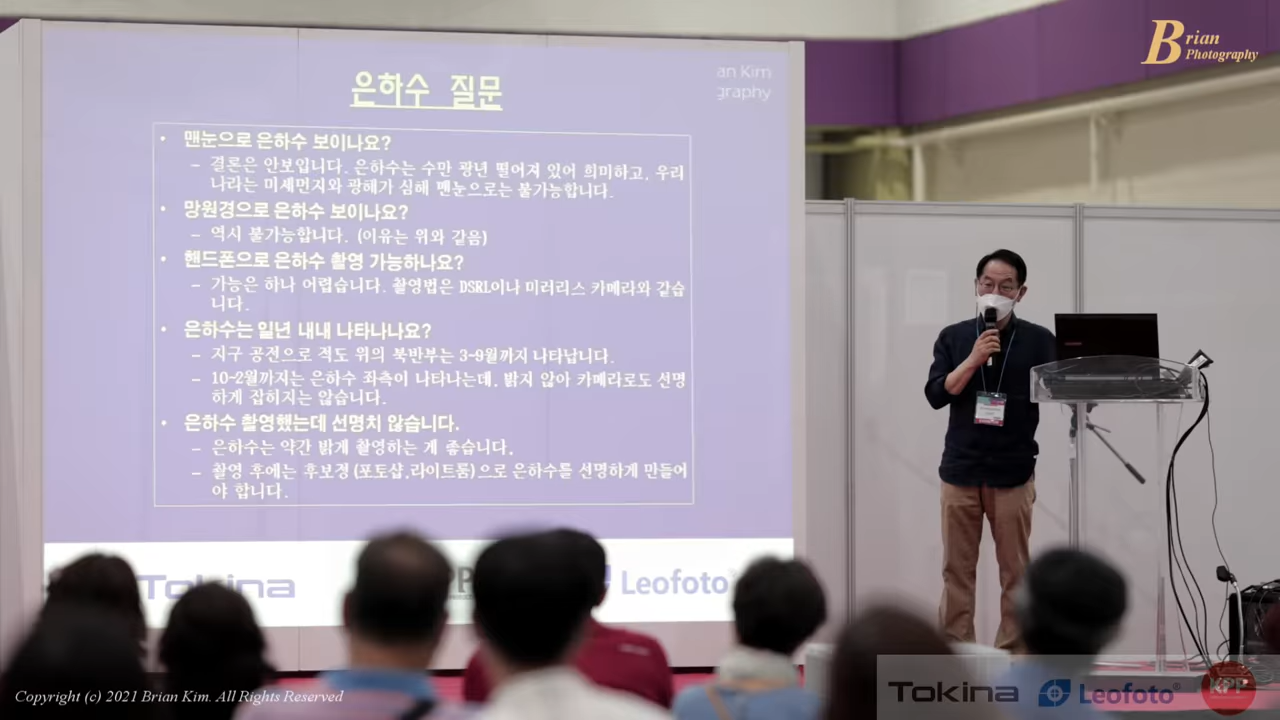 Brian
Photography
an Kim
graphy
은하수 질문
• 맨눈으로 은하수 보이나요?
– 결론은 안보입니다. 은하수는 수만 광년 떨어져 있어 희미하고, 우리
나라는 미세먼지와 광해가 심해 맨눈으로는 불가능합니다.
• 망원경으로 은하수 보이나요?
– 역시 불가능합니다. (이유는 위와 같음)
• 핸드폰으로 은하수 촬영 가능하나요?
– 가능은 하나 어렵습니다. 촬영법은 DSRL이나 미러리스 카메라와 같습
니다.
• 은하수는 일년 내내 나타나나요?
– 지구 공전으로 적도 위의 북반부는 3-9월까지 나타납니다.
– 10-2월까지는 은하수 좌측이 나타나는데, 밝지 않아 카메라로도 선명
하게 잡히지는 않습니다.
• 은하수 촬영했는데 선명치 않습니다.
– 은하수는 약간 밝게 촬영하는 게 좋습니다.
– 촬영 후에는 후보정(포토샵,라이트룸)으로 은하수를 선명하게 만들어
야 합니다.
Tokina Leofoto
Copyright (c) 2021 Brian Kim. All Rights Reserved
Tokina Leofoto® KPP